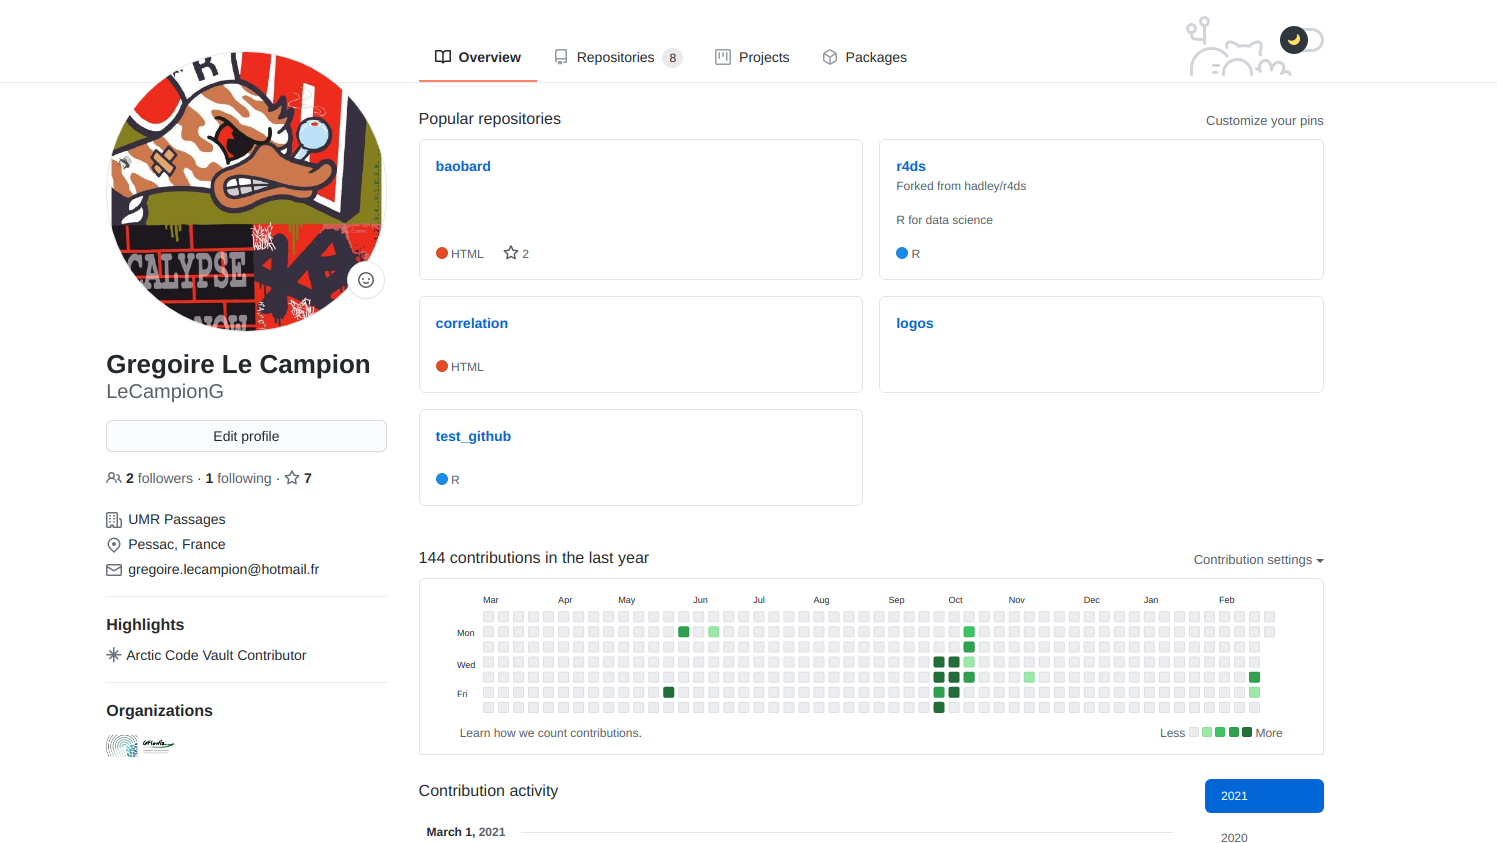 Overview
Repositories 8
Projects
Packages
R
CALYPSE
NOW
Gregoire Le Campion
LeCampionG
Edit profile
2 followers · 1 following · 7
UMR Passages
Pessac, France
gregoire.lecampion@hotmail.fr
Highlights
Arctic Code Vault Contributor
Organizations
Popular repositories
Customize your pins
baobard
HTML 2
r4ds
Forked from hadley/r4ds
R for data science
R
correlation
HTML
logos
test_github
R
144 contributions in the last year
Contribution settings
Mar Apr May Jun Jul Aug Sep Oct Nov Dec Jan Feb
Mon
Wed
Fri
Learn how we count contributions.
Less More
Contribution activity
2021
March 1, 2021
2020